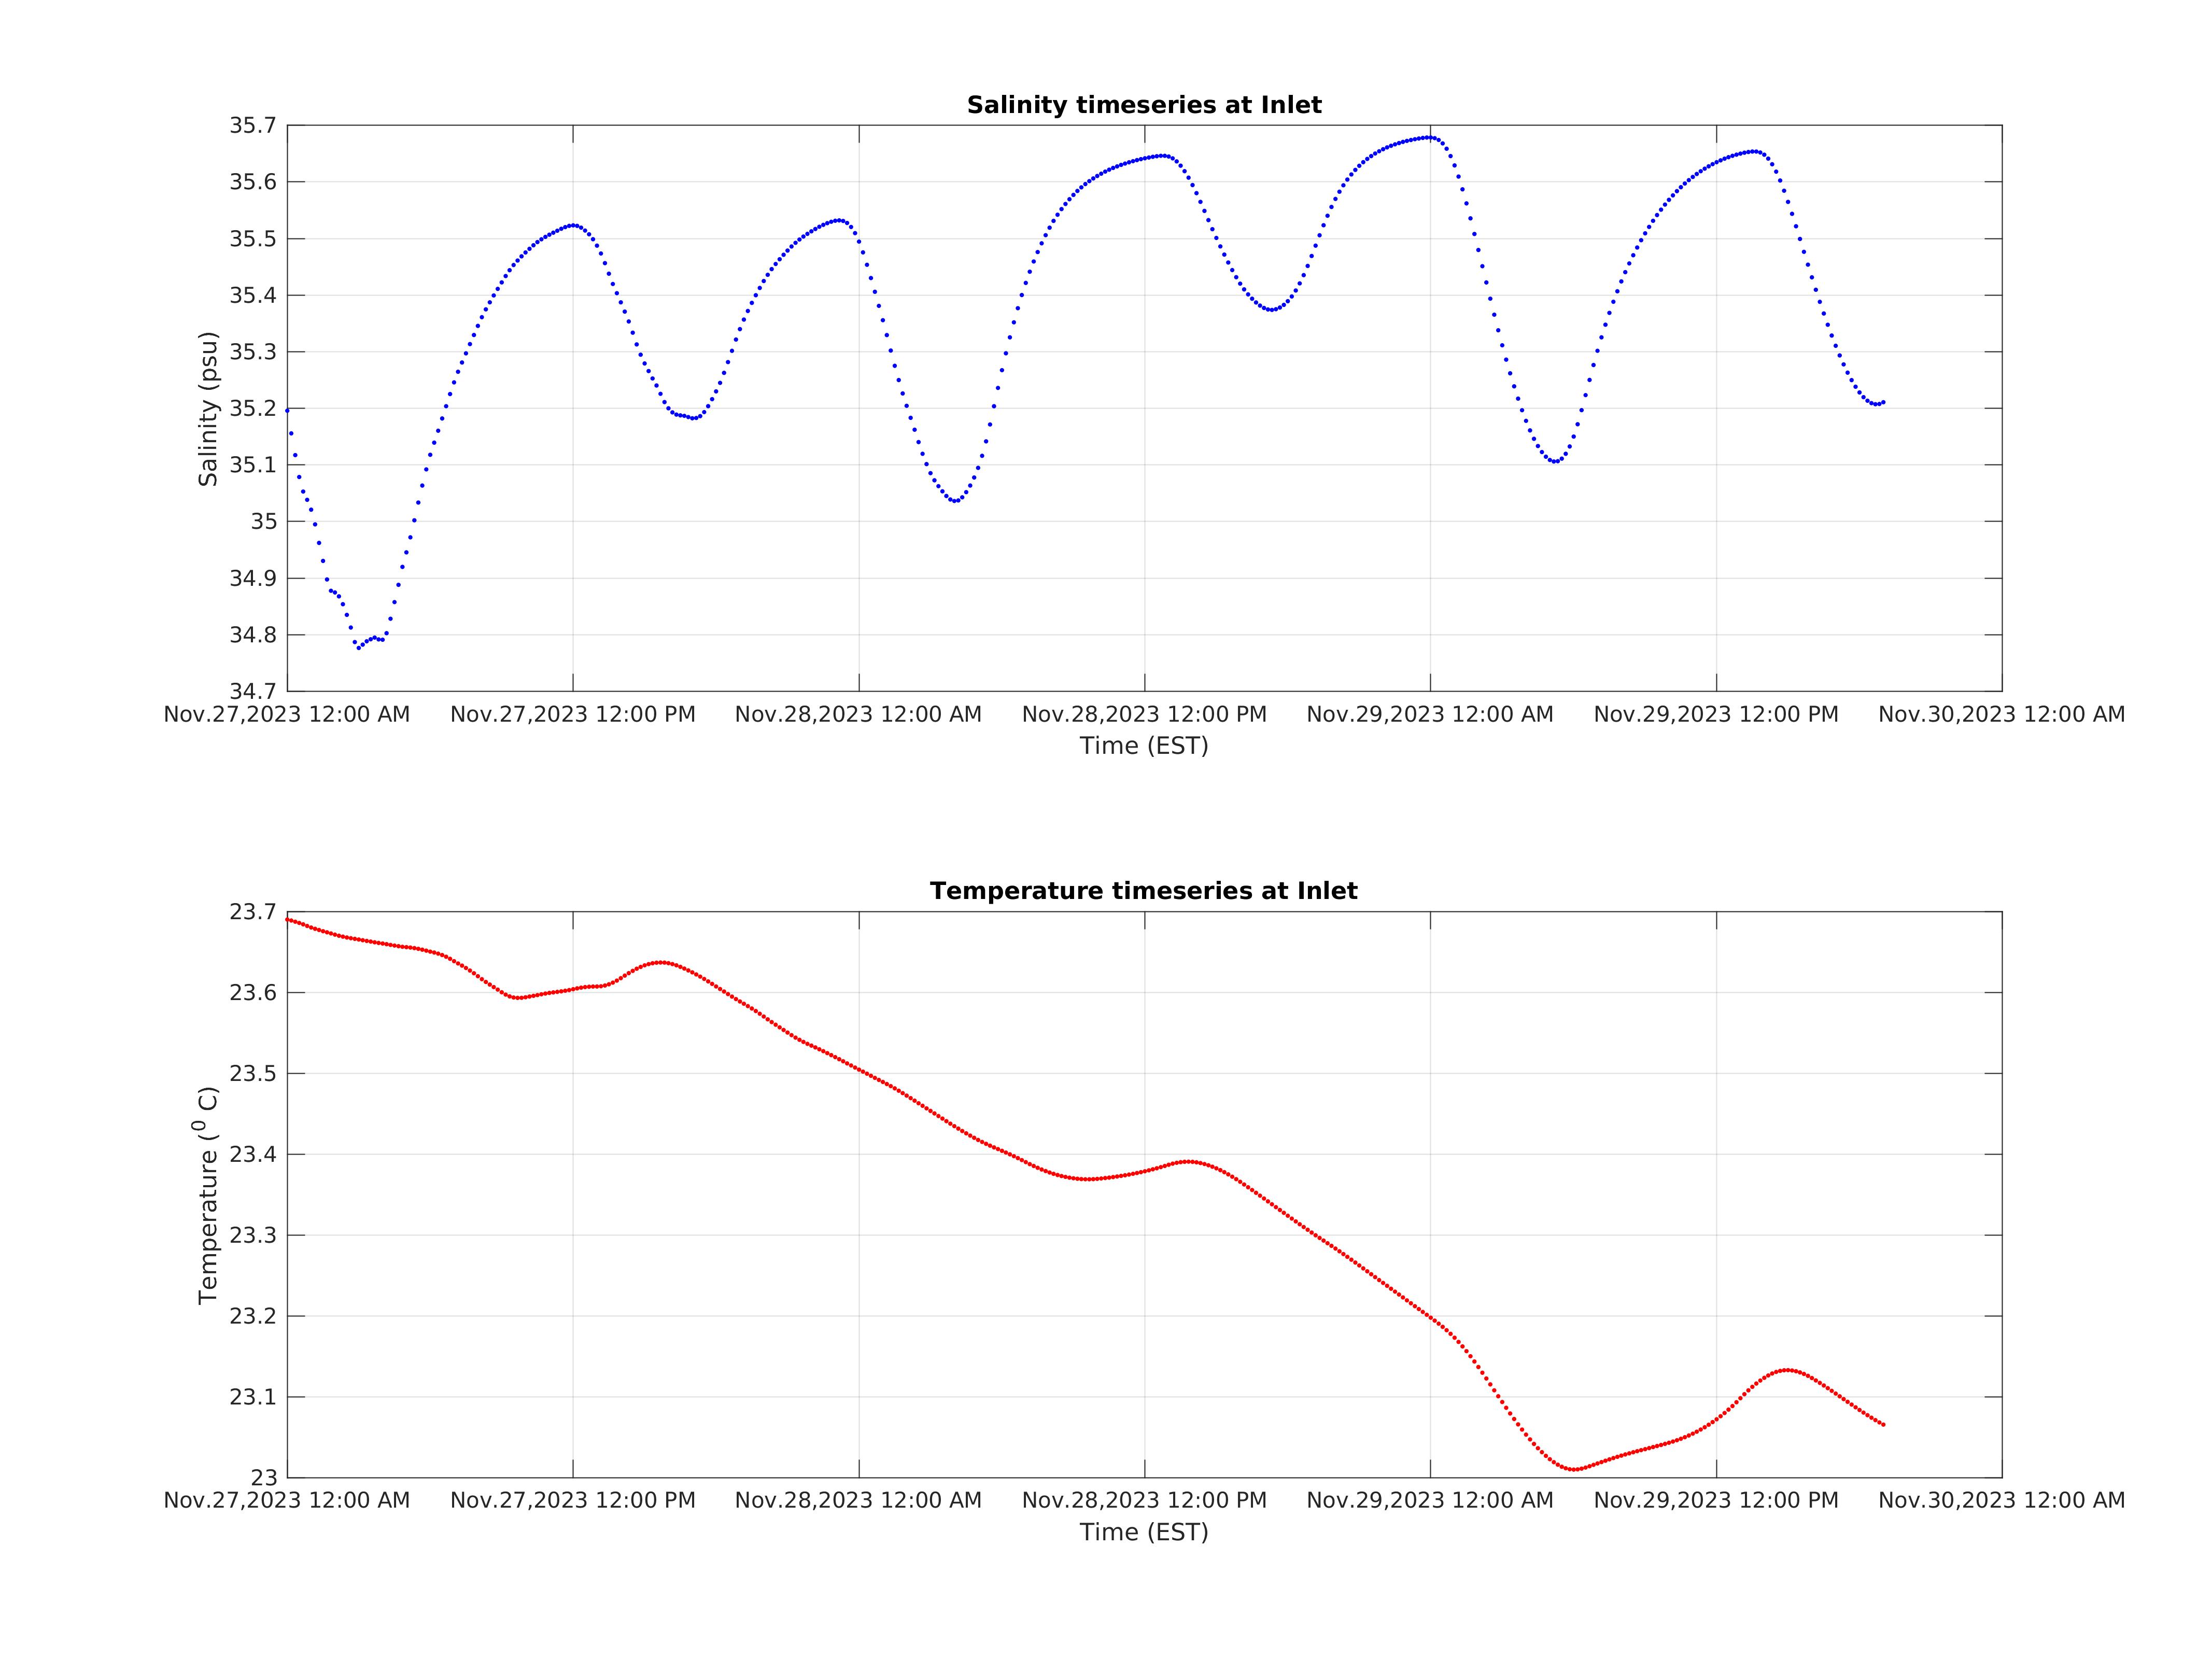 Salinity timeseries at Inlet
35.7
35.6
35.5
35.4
35.3
35.2
35.1
35
34.9
34.8
34.7
Salinity (psu)
Nov.27,2023 12:00 AM Nov.27,2023 12:00 PM Nov.28,2023 12:00 AM Nov.28,2023 12:00 PM Nov.29,2023 12:00 AM Nov.29,2023 12:00 PM Nov.30,2023 12:00 AM
Time (EST)
Temperature timeseries at Inlet
23.7
23.6
23.5
23.4
23.3
23.2
23.1
23
Temperature (⁰ C)
Nov.27,2023 12:00 AM Nov.27,2023 12:00 PM Nov.28,2023 12:00 AM Nov.28,2023 12:00 PM Nov.29,2023 12:00 AM Nov.29,2023 12:00 PM Nov.30,2023 12:00 AM
Time (EST)